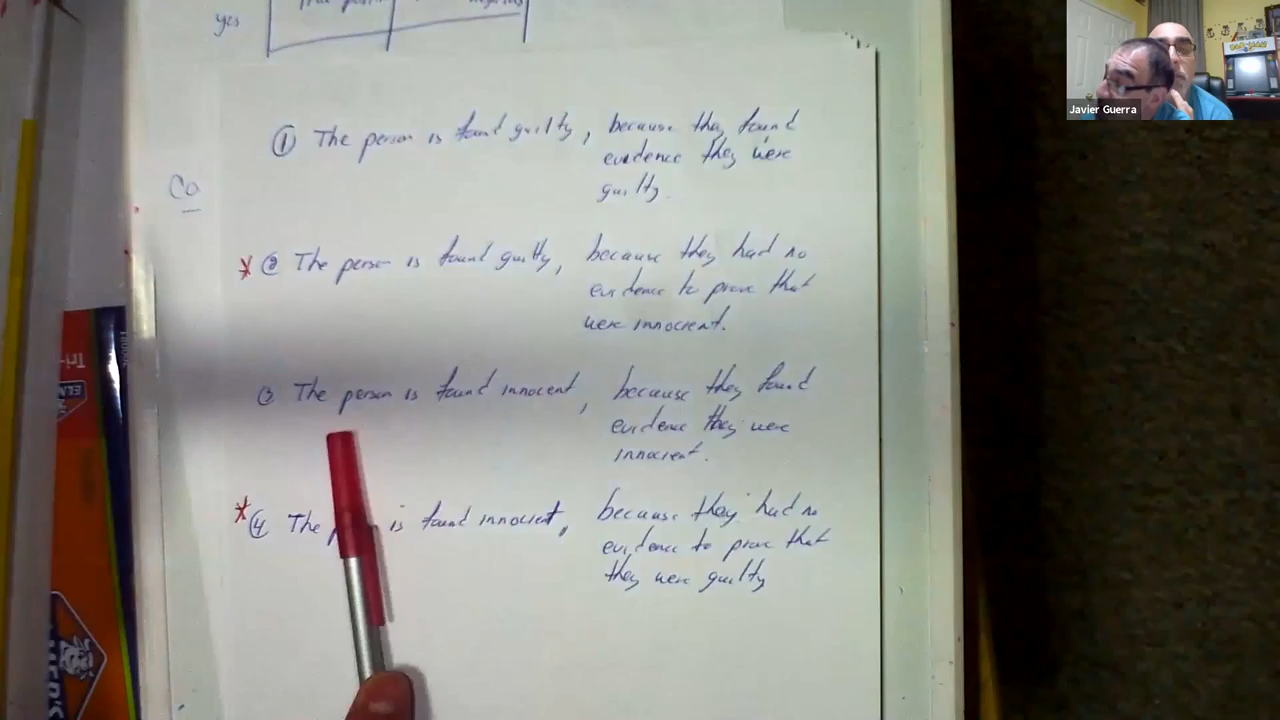 yes
① The person is found guilty, because they found
evidence they were
guilty.
Co
* ② The person is found guilty, because they had no
evidence to prove that
were innocent.
③ The person is found innocent, because they found
evidence they were
innocent.
* ④ The is found innocent, because they had no
evidence to prove that
they were guilty
Javier Guerra
Tri-
ELMER'S